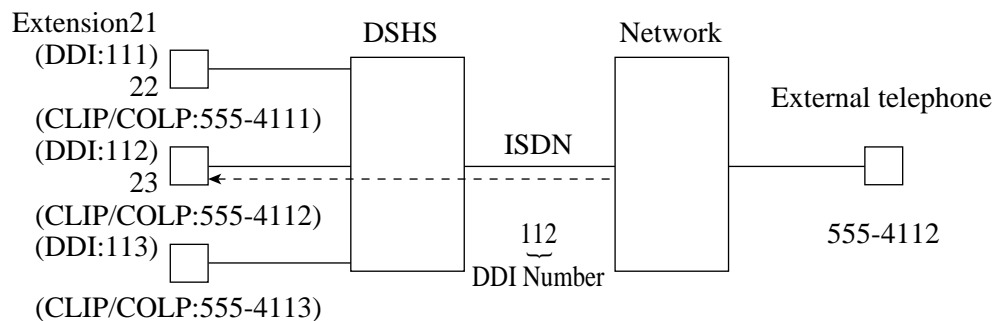 Extension21
(DDI:111)
22
(CLIP/COLP:555-4111)
(DDI:112)
23
(CLIP/COLP:555-4112)
(DDI:113)
(CLIP/COLP:555-4113)
DSHS
ISDN
112
DDI Number
Network
External telephone
555-4112